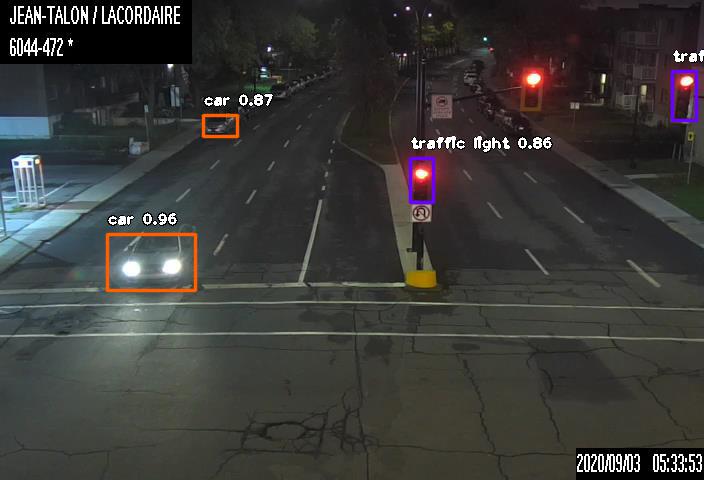 JEAN-TALON / LACORDAIRE
6044-472 *
traf
car 0.87
traffic light 0.86
car 0.96
2020/09/03 05:33:53